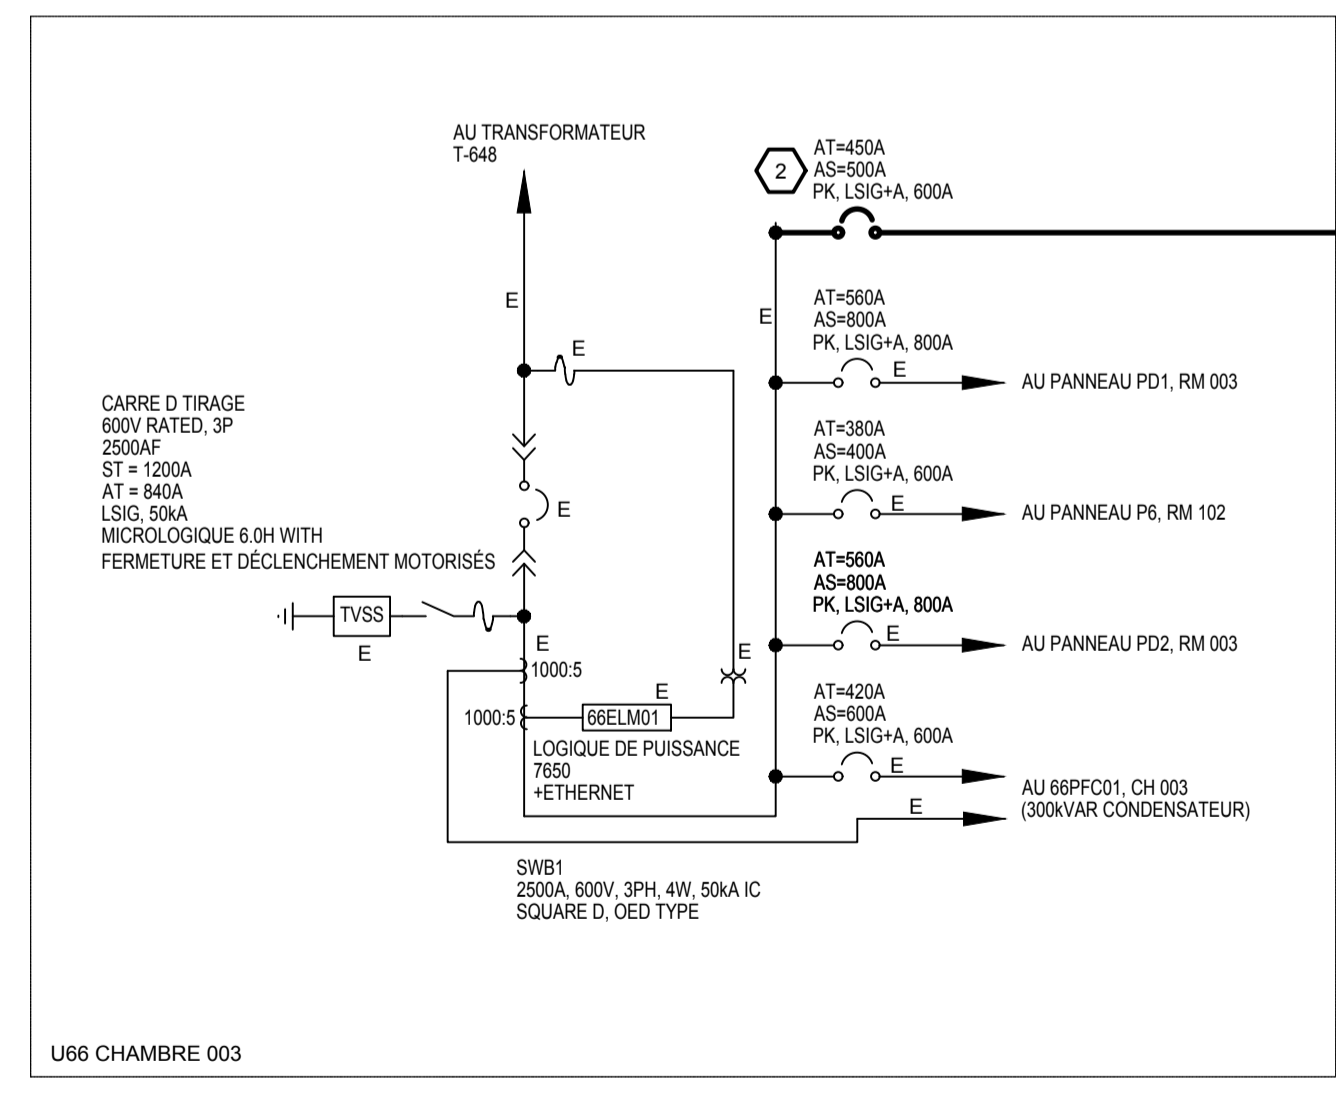 AU TRANSFORMATEUR
T-648
2
AT=450A
AS=500A
PK, LSIG+A, 600A
E
E
E
AT=560A
AS=800A
PK, LSIG+A, 800A
E
AU PANNEAU PD1, RM 003
CARRE D TIRAGE
600V RATED, 3P
2500AF
ST = 1200A
AT = 840A
LSIG, 50kA
MICROLOGIQUE 6.0H WITH
FERMETURE ET DÉCLENCHEMENT MOTORISÉS
E
AT=380A
AS=400A
PK, LSIG+A, 600A
E
AU PANNEAU P6, RM 102
AT=560A
AS=800A
PK, LSIG+A, 800A
E
AU PANNEAU PD2, RM 003
TVSS
E
E
1000:5
E
1000:5
E
66ELM01
LOGIQUE DE PUISSANCE
7650
+ETHERNET
AT=420A
AS=600A
PK, LSIG+A, 600A
E
E
AU 66PFC01, CH 003
(300kVAR CONDENSATEUR)
SWB1
2500A, 600V, 3PH, 4W, 50kA IC
SQUARE D, OED TYPE
U66 CHAMBRE 003